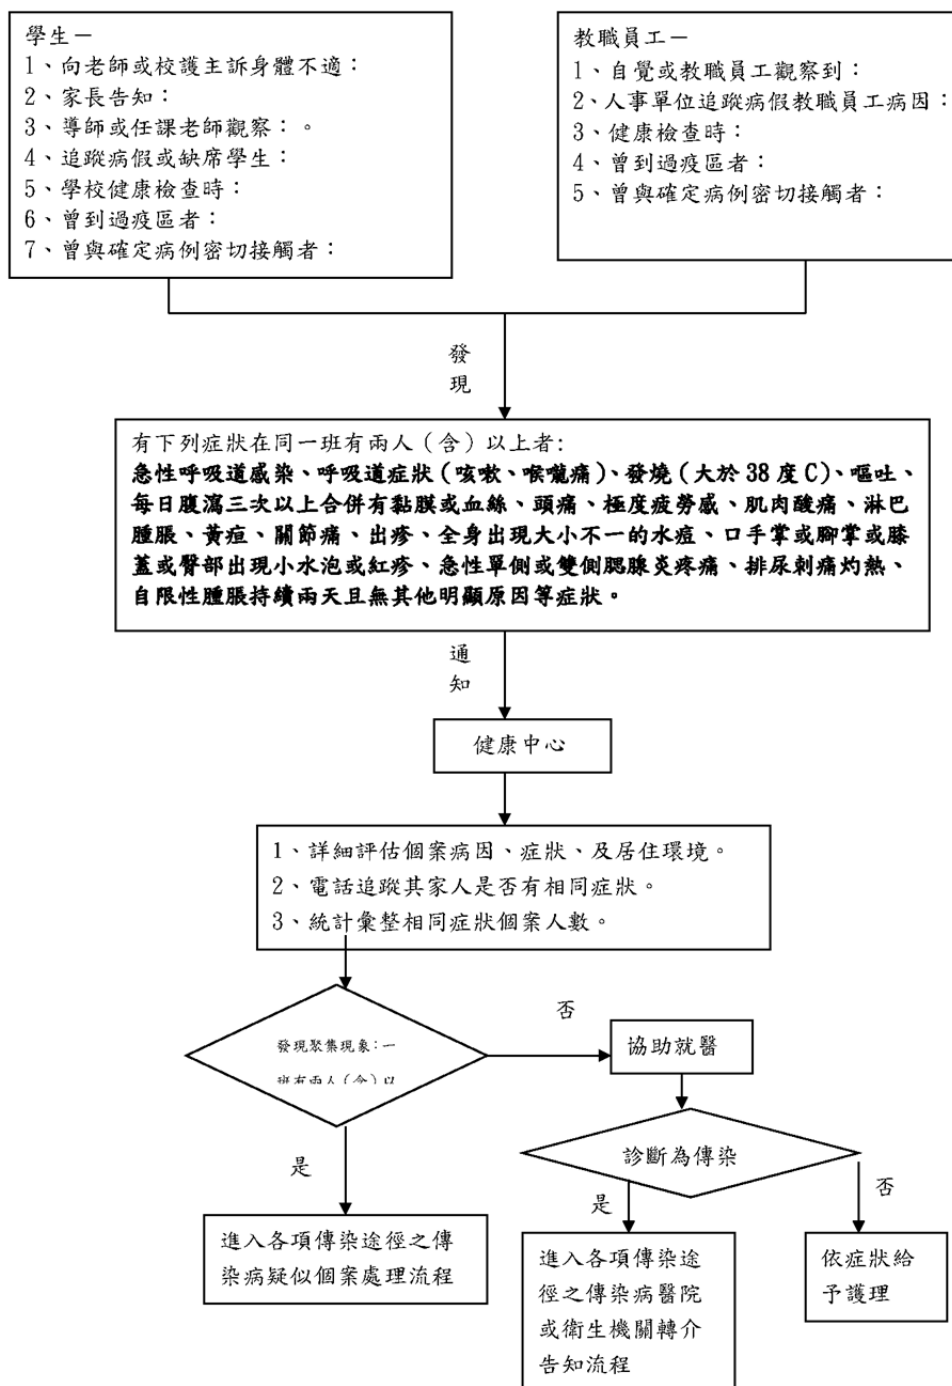 學生－
1、向老師或校護主訴身體不適：
2、家長告知：
3、導師或任課老師觀察：。
4、追蹤病假或缺席學生：
5、學校健康檢查時：
6、曾到過疫區者：
7、曾與確定病例密切接觸者：
教職員工－
1、自覺或教職員工觀察到：
2、人事單位追蹤病假教職員工病因：
3、健康檢查時：
4、曾到過疫區者：
5、曾與確定病例密切接觸者：
發
現
有下列症狀在同一班有兩人（含）以上者:
急性呼吸道感染、呼吸道症狀(咳嗽、喉嚨痛)、發燒(大於 38 度 C)、嘔吐、
每日腹瀉三次以上合併有黏膜或血絲、頭痛、極度疲勞感、肌肉酸痛、淋巴
腫脹、黃疸、關節痛、出疹、全身出現大小不一的水痘、口手掌或腳掌或膝
蓋或臀部出現小水泡或紅疹、急性單側或雙側腮腺炎疼痛、排尿刺痛灼熱、
自限性腫脹持續兩天且無其他明顯原因等症狀。
通
知
健康中心
1、詳細評估個案病因、症狀、及居住環境。
2、電話追蹤其家人是否有相同症狀。
3、統計彙整相同症狀個案人數。
發現聚集現象：一
班有兩人（含）以
否
協助就醫
是
診斷為傳染
是
否
進入各項傳染途徑之傳
染病疑似個案處理流程
進入各項傳染途
徑之傳染病醫院
或衛生機關轉介
告知流程
依症狀給
予護理